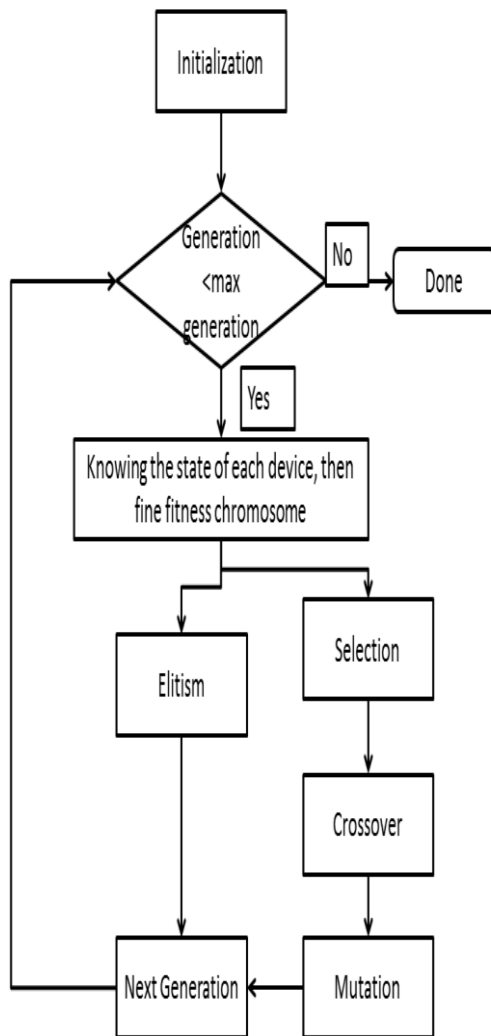 Initialization
Generation
<max
generation
No
Done
Yes
Knowing the state of each device, then
fine fitness chromosome
Elitism
Selection
Crossover
Next Generation
Mutation